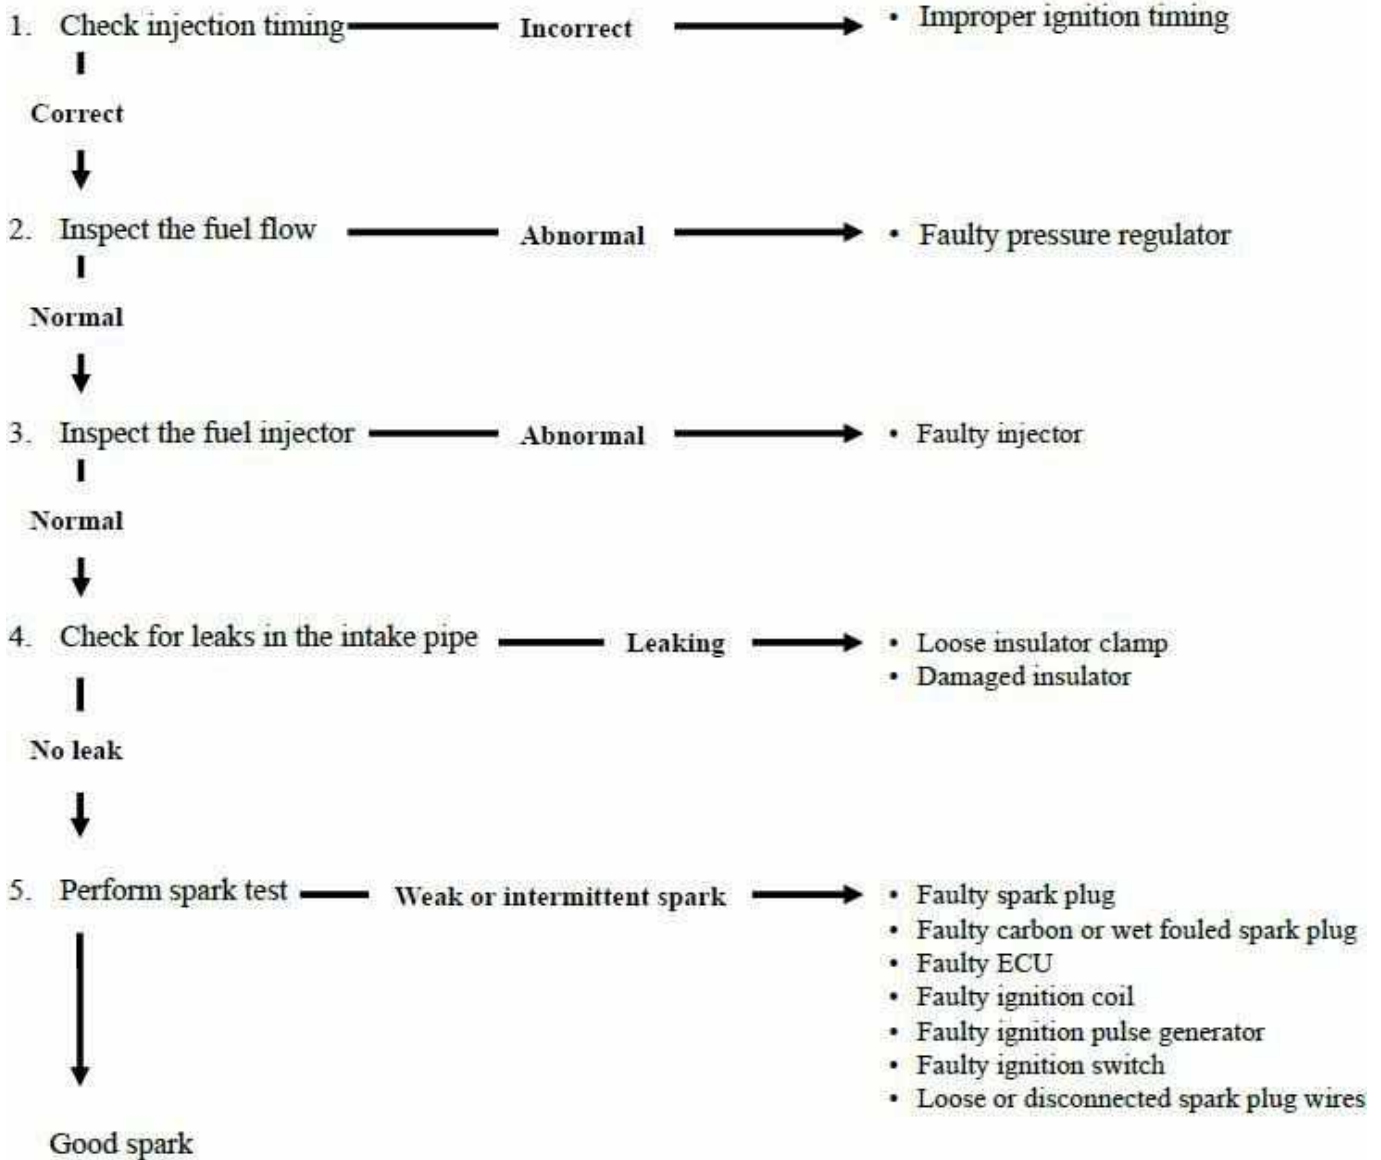 1. Check injection timing Incorrect • Improper ignition timing
Correct
2. Inspect the fuel flow Abnormal • Faulty pressure regulator
Normal
3. Inspect the fuel injector Abnormal • Faulty injector
Normal
4. Check for leaks in the intake pipe Leaking • Loose insulator clamp
• Damaged insulator
No leak
5. Perform spark test Weak or intermittent spark • Faulty spark plug
• Faulty carbon or wet fouled spark plug
• Faulty ECU
• Faulty ignition coil
• Faulty ignition pulse generator
• Faulty ignition switch
• Loose or disconnected spark plug wires
Good spark